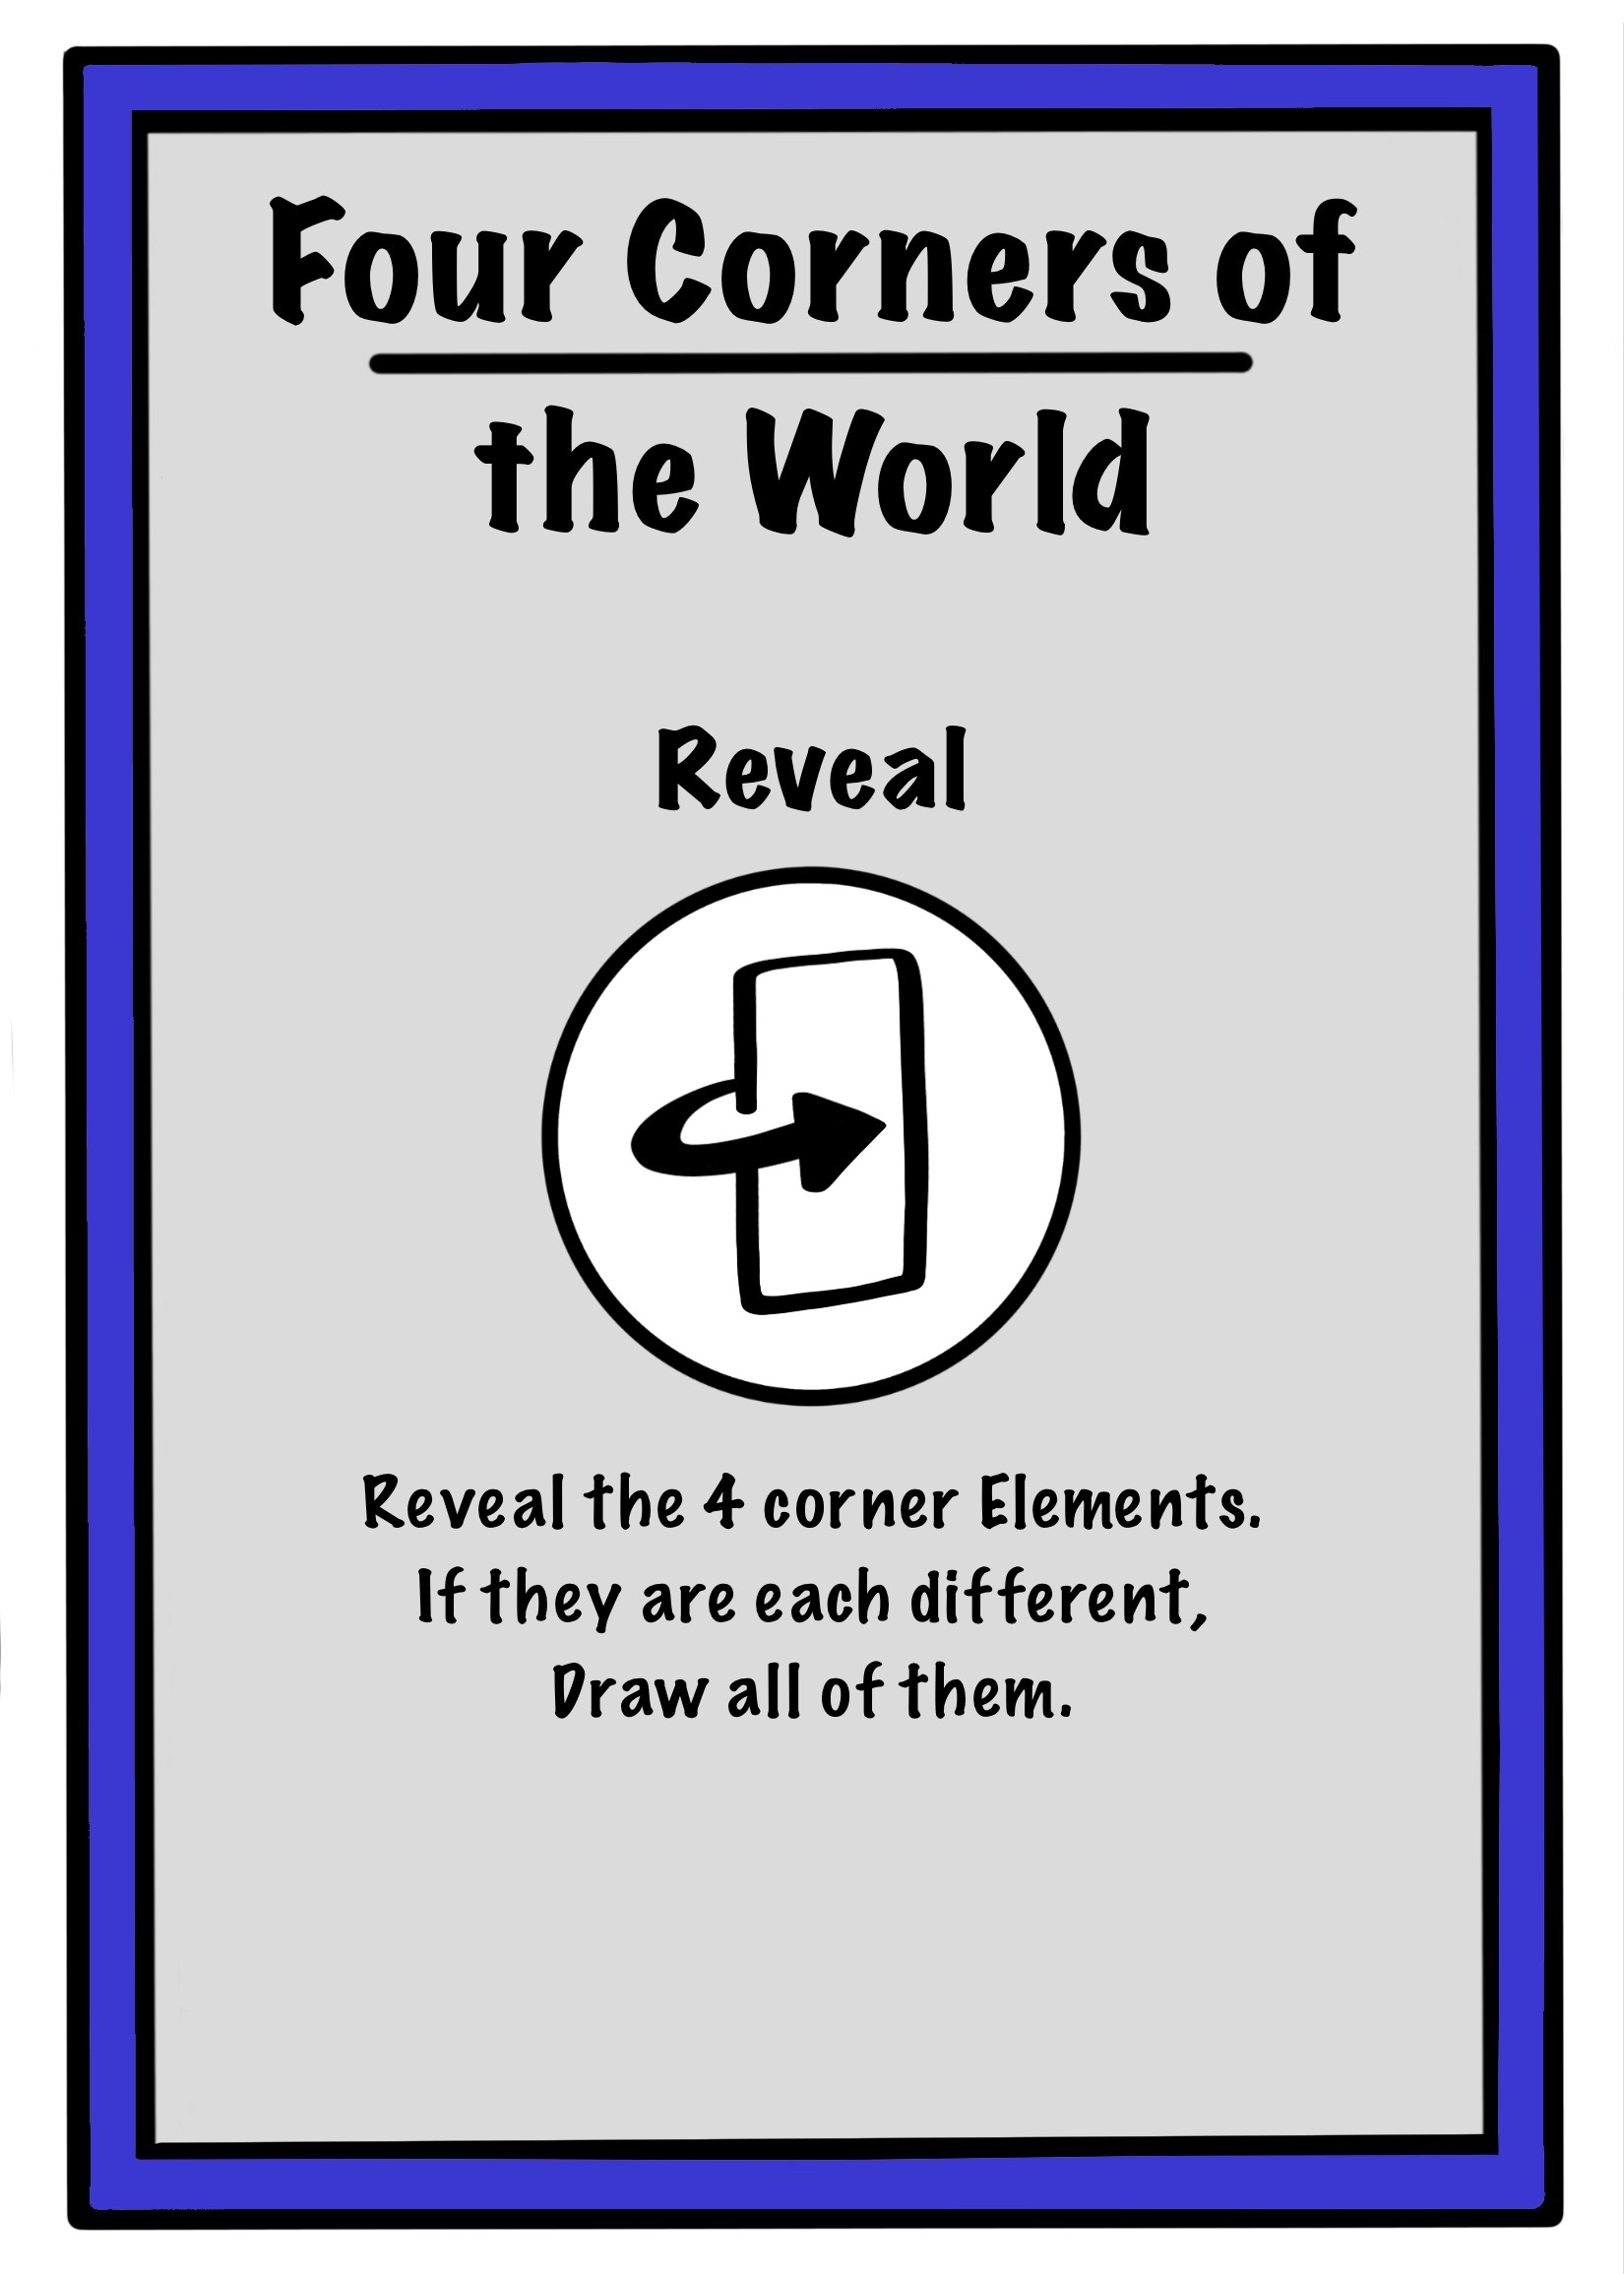 Four Corners of
the World
Reveal
Reveal the 4 corner Elements.
If they are each different,
Draw all of them.